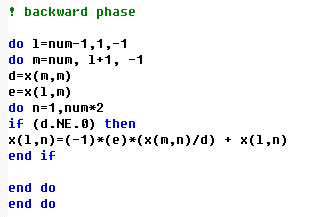 ! backward phase
do l=num-1,1,-1
do m=num, l+1, -1
d=x(m,m)
e=x(l,m)
do n=1,num*2
if (d.NE.0) then
x(l,n)=(-1)*(e)*(x(m,n)/d) + x(l,n)
end if
end do
end do